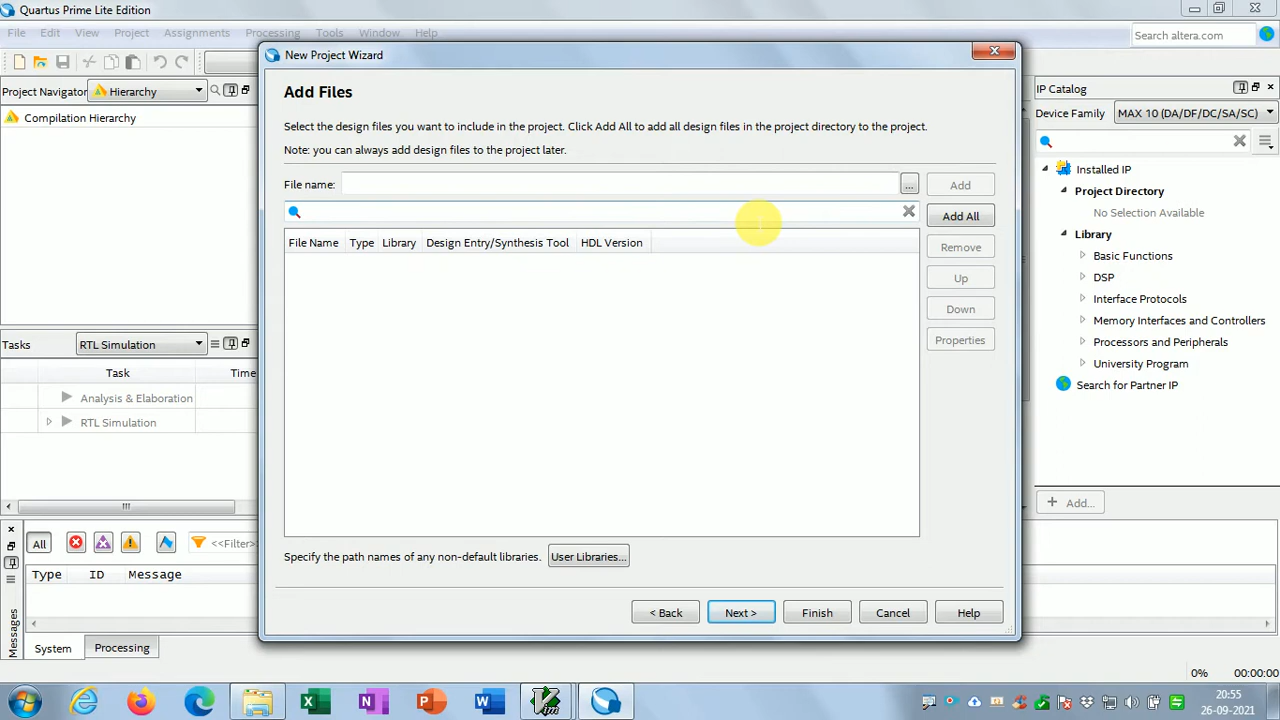 Quartus Prime Lite Edition
File Edit View Project Assignments Processing Tools Window Help
Search altera.com
New Project Wizard
Project Navigator Hierarchy
Compilation Hierarchy
Add Files
Select the design files you want to include in the project. Click Add All to add all design files in the project directory to the project.
Note: you can always add design files to the project later.
File name: ... Add
Add All
File Name Type Library Design Entry/Synthesis Tool HDL Version
Remove
Up
Down
Properties
Specify the path names of any non-default libraries. User Libraries...
< Back Next > Finish Cancel Help
Tasks RTL Simulation
Task Time
Analysis & Elaboration
RTL Simulation
All <<Filter>>
Type ID Message
Messages
System Processing
IP Catalog
Device Family MAX 10 (DA/DF/DC/SA/SC)
Installed IP
Project Directory
No Selection Available
Library
Basic Functions
DSP
Interface Protocols
Memory Interfaces and Controllers
Processors and Peripherals
University Program
Search for Partner IP
+ Add...
0% 00:00:00
20:55
26-09-2021